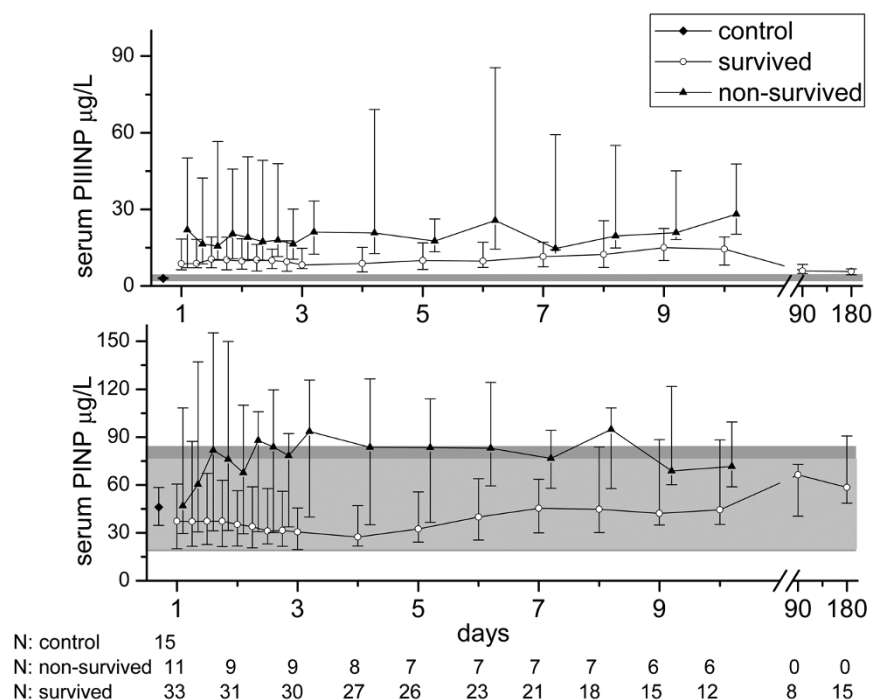 control
survived
non-survived
serum PIIINP µg/L
90
60
30
0
1 3 5 7 9 90 180
serum PINP µg/L
150
120
90
60
30
0
1 3 5 7 9 90 180
days
N: control 15
N: non-survived 11 9 9 8 7 7 7 7 6 6 0 0
N: survived 33 31 30 27 26 23 21 18 15 12 8 15